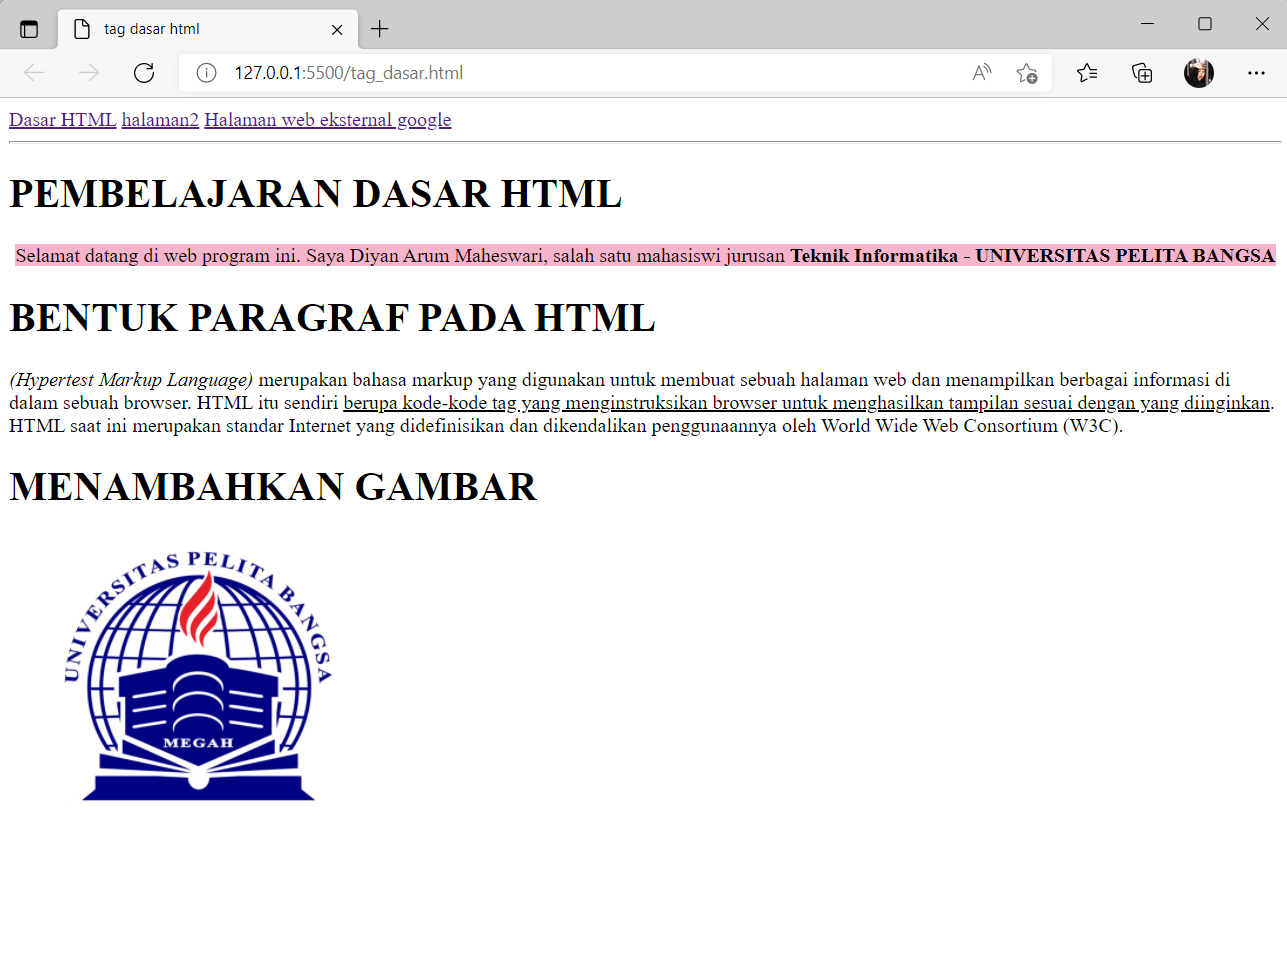 tag dasar html
127.0.0.1:5500/tag_dasar.html
Dasar HTML halaman2 Halaman web eksternal google
PEMBELAJARAN DASAR HTML
Selamat datang di web program ini. Saya Diyan Arum Maheswari, salah satu mahasiswi jurusan Teknik Informatika - UNIVERSITAS PELITA BANGSA
BENTUK PARAGRAF PADA HTML
(Hypertest Markup Language) merupakan bahasa markup yang digunakan untuk membuat sebuah halaman web dan menampilkan berbagai informasi di
dalam sebuah browser. HTML itu sendiri berupa kode-kode tag yang menginstruksikan browser untuk menghasilkan tampilan sesuai dengan yang diinginkan.
HTML saat ini merupakan standar Internet yang didefinisikan dan dikendalikan penggunaannya oleh World Wide Web Consortium (W3C).
MENAMBAHKAN GAMBAR
UNIVERSITAS PELITA BANGSA
MEGAH